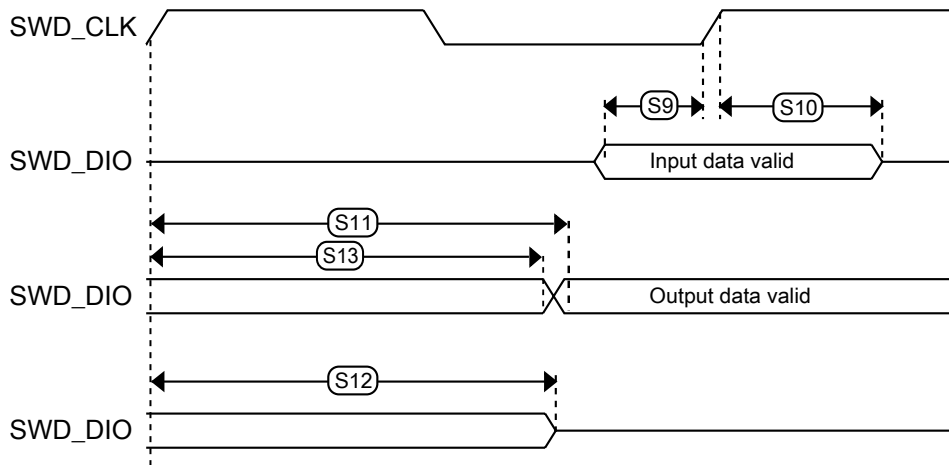 SWD_CLK
S9
S10
SWD_DIO
Input data valid
S11
S13
SWD_DIO
Output data valid
S12
SWD_DIO